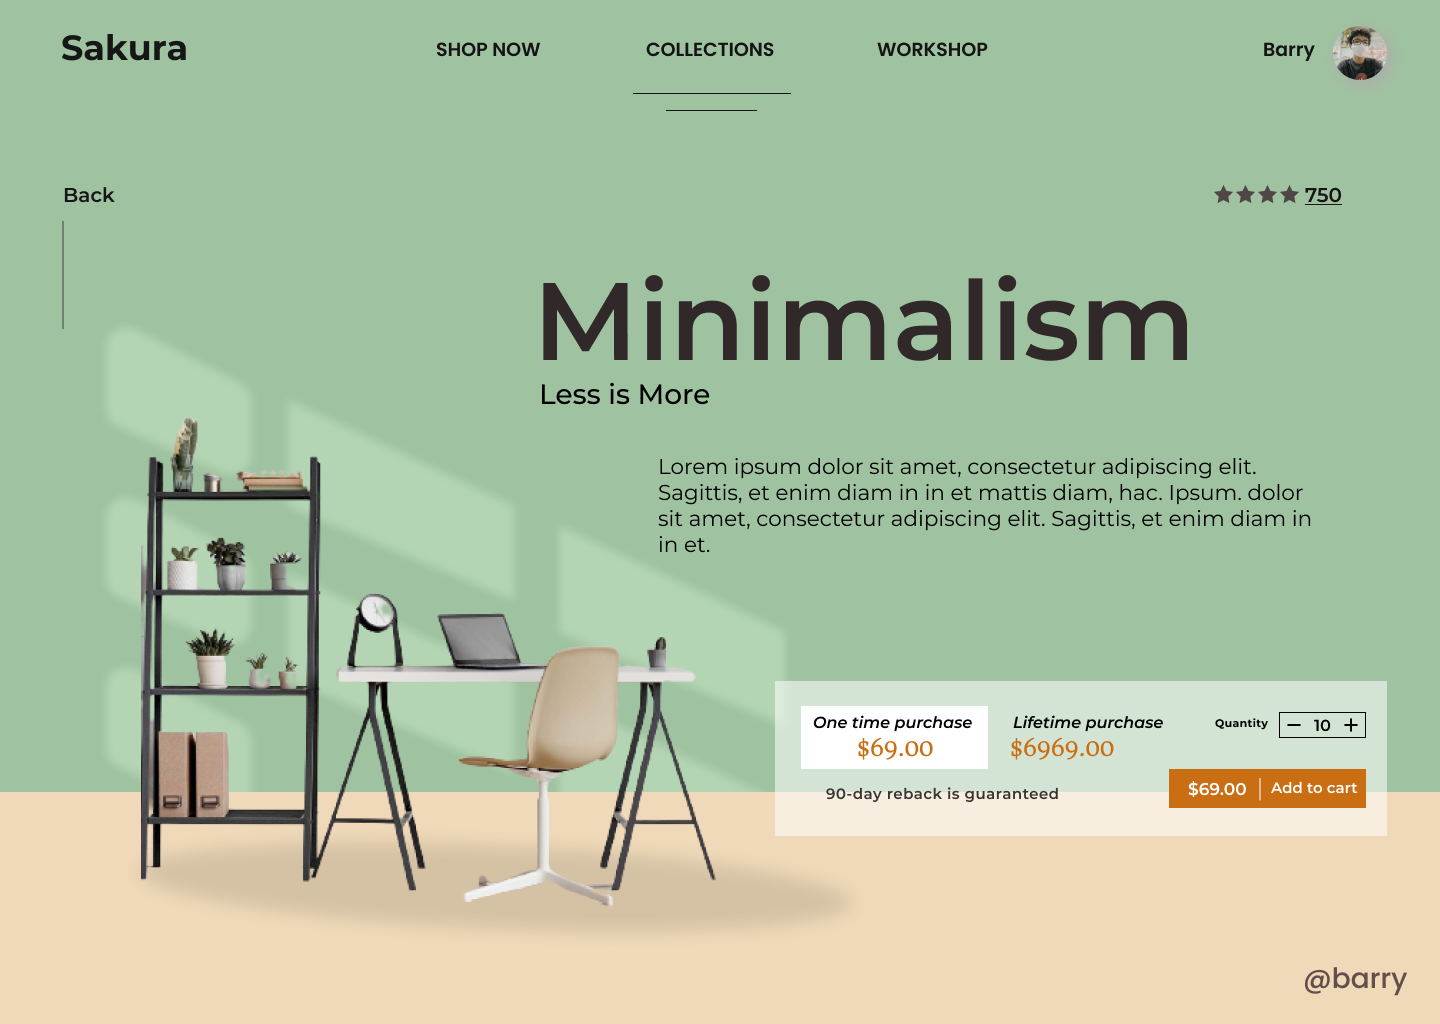 Sakura
SHOP NOW
COLLECTIONS
WORKSHOP
Barry
Back
750
Minimalism
Less is More
Lorem ipsum dolor sit amet, consectetur adipiscing elit.
Sagittis, et enim diam in in et mattis diam, hac. Ipsum. dolor
sit amet, consectetur adipiscing elit. Sagittis, et enim diam in
in et.
One time purchase
$69.00
Lifetime purchase
$6969.00
Quantity
10
90-day reback is guaranteed
$69.00
Add to cart
@barry